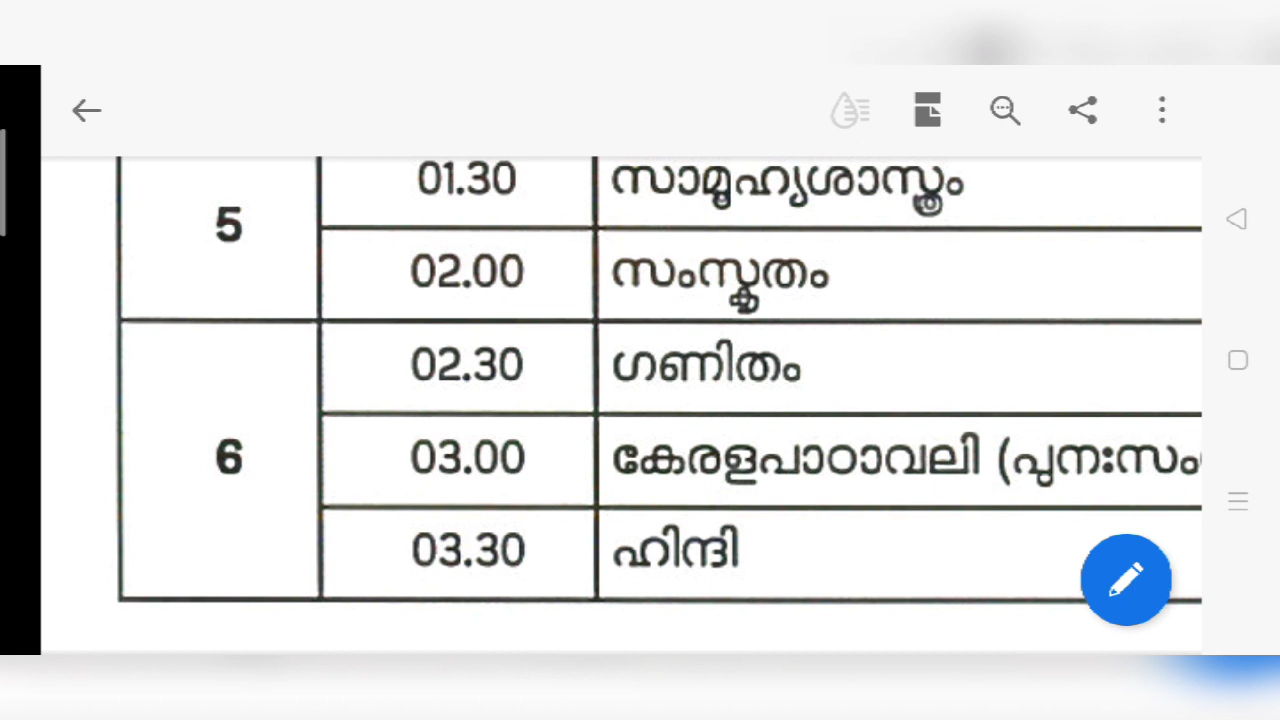 5
01.30 സാമൂഹ്യശാസ്ത്രം
02.00 സംസ്കൃതം
6
02.30 ഗണിതം
03.00 കേരളപാഠാവലി (പുനഃസം
03.30 ഹിന്ദി